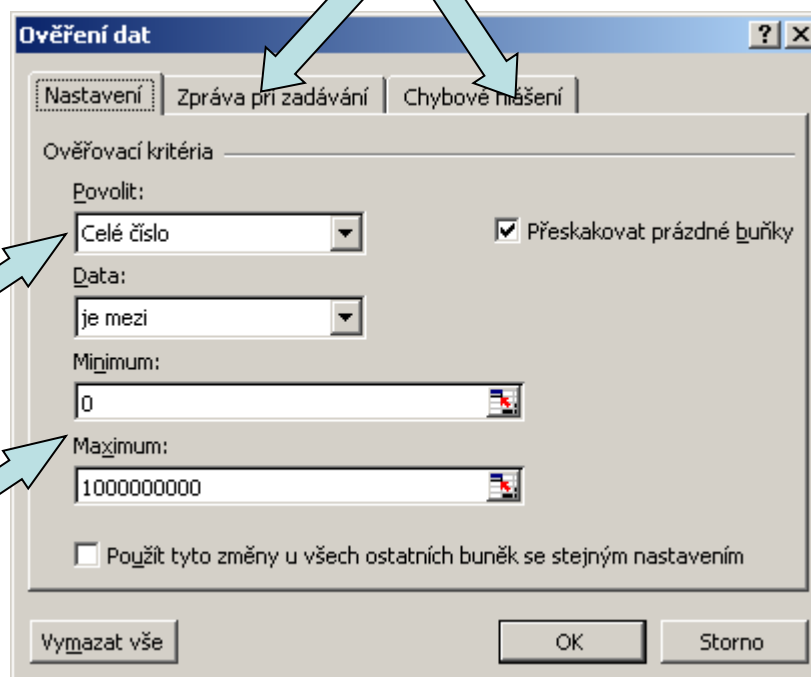 Ověření dat
Nastavení Zpráva při zadávání Chybové hlášení
Ověřovací kritéria
Povolit:
Celé číslo Přeskakovat prázdné buňky
Data:
je mezi
Minimum:
0
Maximum:
1000000000
Použít tyto změny u všech ostatních buněk se stejným nastavením
Vymazat vše OK Storno